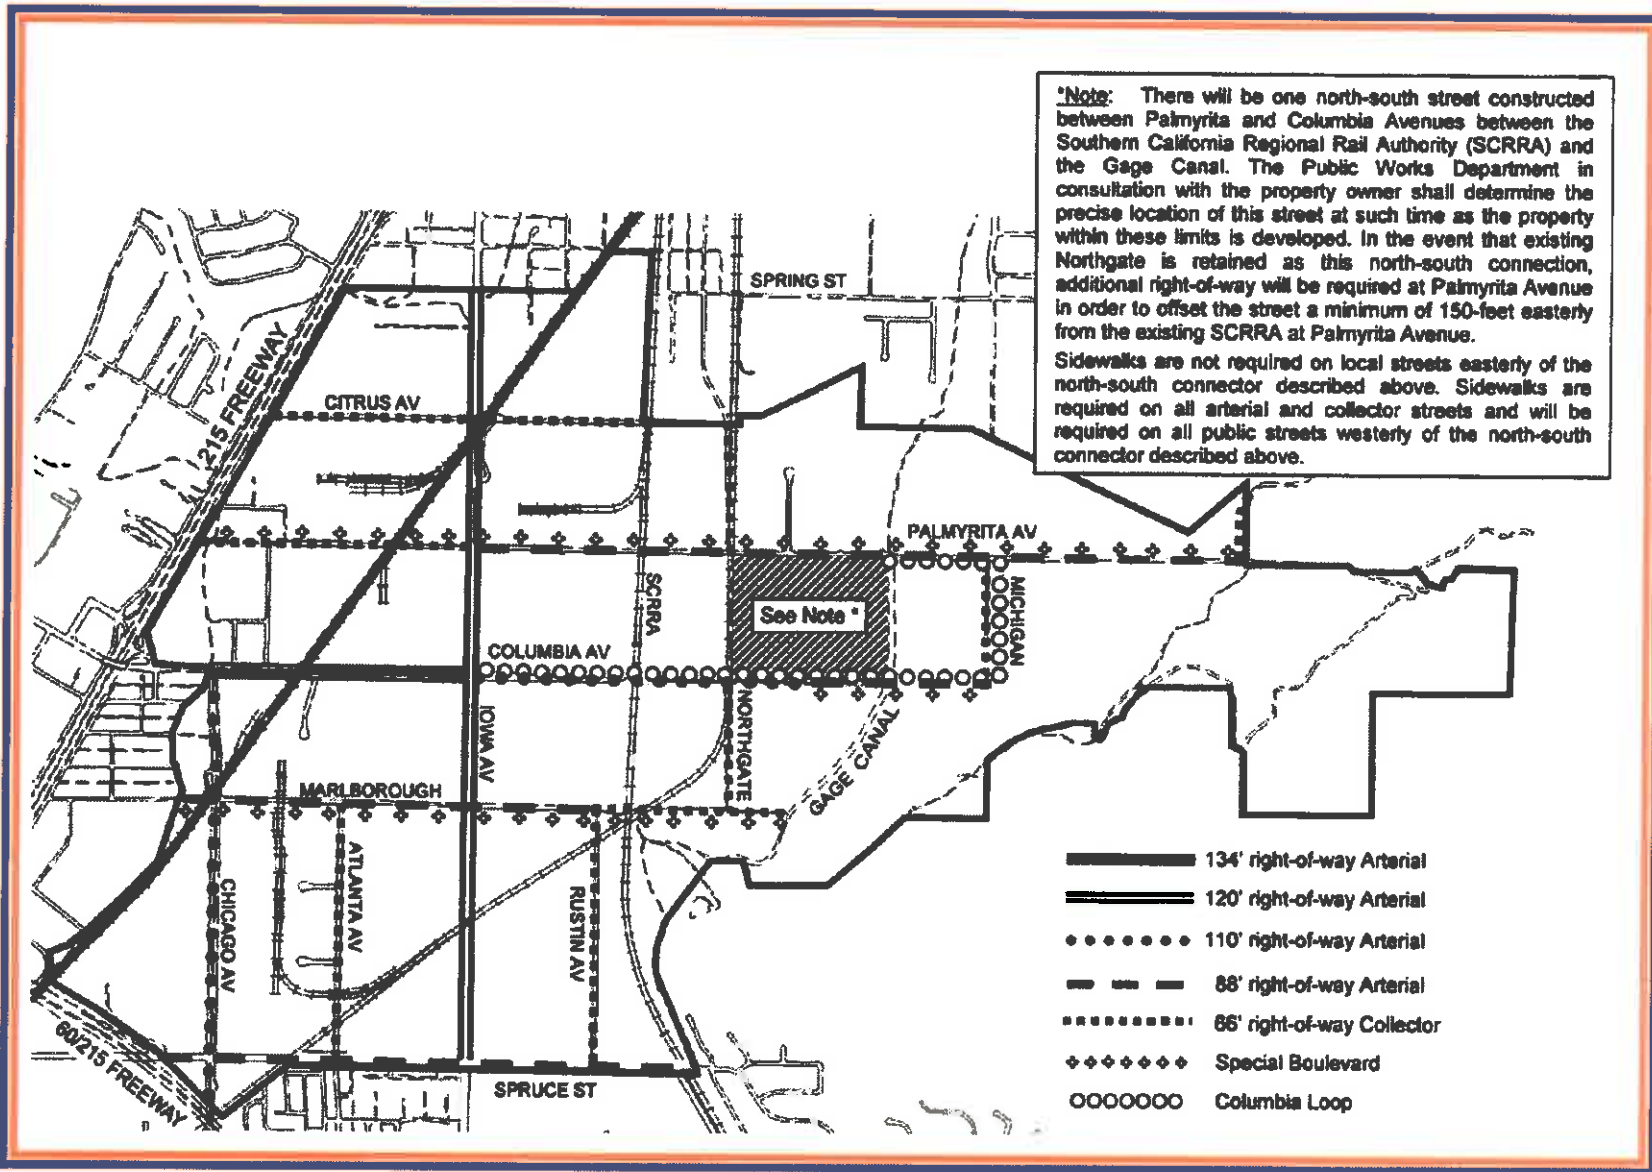 *Note: There will be one north-south street constructed
between Palmyrita and Columbia Avenues between the
Southern California Regional Rail Authority (SCRRA) and
the Gage Canal. The Public Works Department in
consultation with the property owner shall determine the
precise location of this street at such time as the property
within these limits is developed. In the event that existing
Northgate is retained as this north-south connection,
additional right-of-way will be required at Palmyrita Avenue
in order to offset the street a minimum of 150-feet easterly
from the existing SCRRA at Palmyrita Avenue.
Sidewalks are not required on local streets easterly of the
north-south connector described above. Sidewalks are
required on all arterial and collector streets and will be
required on all public streets westerly of the north-south
connector described above.
SPRING ST
215 FREEWAY
CITRUS AV
PALMYRITA AV
SCRRA
See Note *
MICHIGAN
COLUMBIA AV
IOWA AV
NORTHGATE
GAGE CANAL
MARLBOROUGH
CHICAGO AV
ATLANTA AV
RUSTIN AV
60/215 FREEWAY
SPRUCE ST
134' right-of-way Arterial
120' right-of-way Arterial
110' right-of-way Arterial
88' right-of-way Arterial
66' right-of-way Collector
Special Boulevard
Columbia Loop